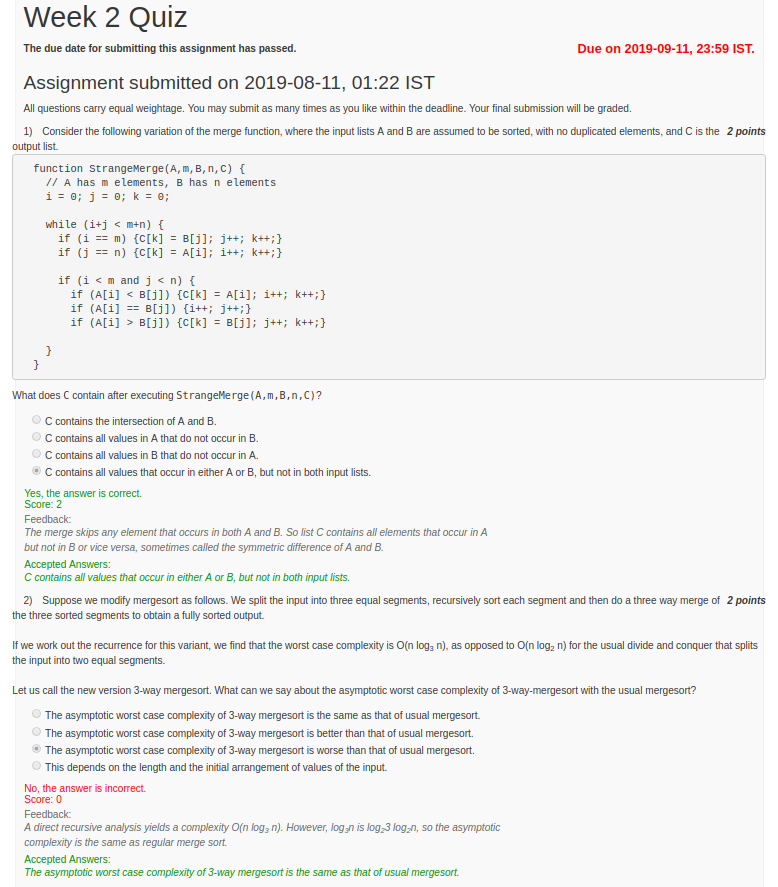 Week 2 Quiz
The due date for submitting this assignment has passed.
Due on 2019-09-11, 23:59 IST.
Assignment submitted on 2019-08-11, 01:22 IST
All questions carry equal weightage. You may submit as many times as you like within the deadline. Your final submission will be graded.
1) Consider the following variation of the merge function, where the input lists A and B are assumed to be sorted, with no duplicated elements, and C is the 2 points
output list.
function StrangeMerge(A,m,B,n,C) {
// A has m elements, B has n elements
i = 0; j = 0; k = 0;
while (i+j < m+n) {
if (i == m) {C[k] = B[j]; j++; k++;}
if (j == n) {C[k] = A[i]; i++; k++;}
if (i < m and j < n) {
if (A[i] < B[j]) {C[k] = A[i]; i++; k++;}
if (A[i] == B[j]) {i++; j++;}
if (A[i] > B[j]) {C[k] = B[j]; j++; k++;}
}
}
What does C contain after executing StrangeMerge(A,m,B,n,C)?
C contains the intersection of A and B.
C contains all values in A that do not occur in B.
C contains all values in B that do not occur in A.
C contains all values that occur in either A or B, but not in both input lists.
Yes, the answer is correct.
Score: 2
Feedback:
The merge skips any element that occurs in both A and B. So list C contains all elements that occur in A
but not in B or vice versa, sometimes called the symmetric difference of A and B.
Accepted Answers:
C contains all values that occur in either A or B, but not in both input lists.
2) Suppose we modify mergesort as follows. We split the input into three equal segments, recursively sort each segment and then do a three way merge of 2 points
the three sorted segments to obtain a fully sorted output.
If we work out the recurrence for this variant, we find that the worst case complexity is O(n log₃ n), as opposed to O(n log₂ n) for the usual divide and conquer that splits
the input into two equal segments.
Let us call the new version 3-way mergesort. What can we say about the asymptotic worst case complexity of 3-way-mergesort with the usual mergesort?
The asymptotic worst case complexity of 3-way mergesort is the same as that of usual mergesort.
The asymptotic worst case complexity of 3-way mergesort is better than that of usual mergesort.
The asymptotic worst case complexity of 3-way mergesort is worse than that of usual mergesort.
This depends on the length and the initial arrangement of values of the input.
No, the answer is incorrect.
Score: 0
Feedback:
A direct recursive analysis yields a complexity O(n log₃ n). However, log₃n is log₂3 log₂n, so the asymptotic
complexity is the same as regular merge sort.
Accepted Answers:
The asymptotic worst case complexity of 3-way mergesort is the same as that of usual mergesort.